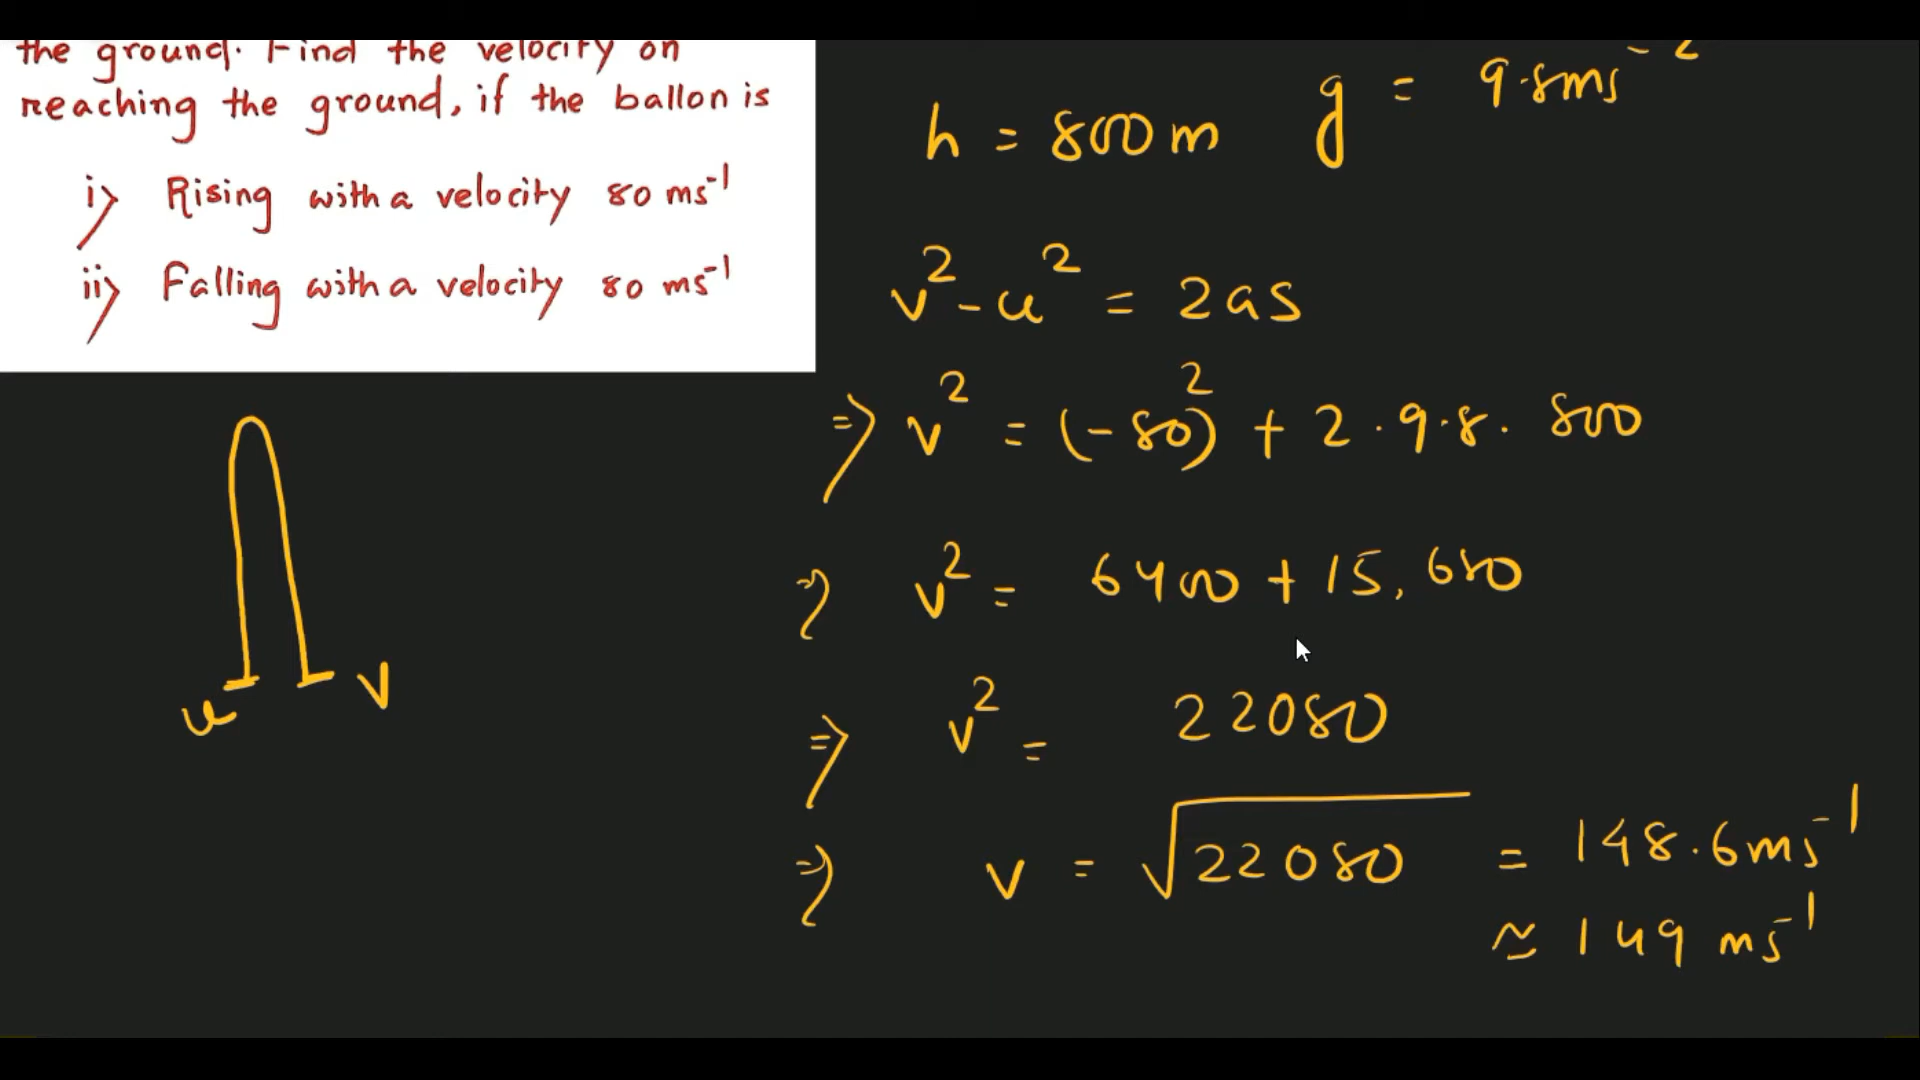 the ground. Find the velocity on
reaching the ground, if the ballon is
i) Rising with a velocity 80 ms⁻¹
ii) Falling with a velocity 80 ms⁻¹
h = 800 m g = 9.8ms⁻²
v² - u² = 2as
⇒ v² = (-80)² + 2·9·8· 800
⇒ v² = 6400 + 15,680
⇒ v² = 22080
⇒ v = √22080 = 148.6ms⁻¹
≈ 149 ms⁻¹
u v